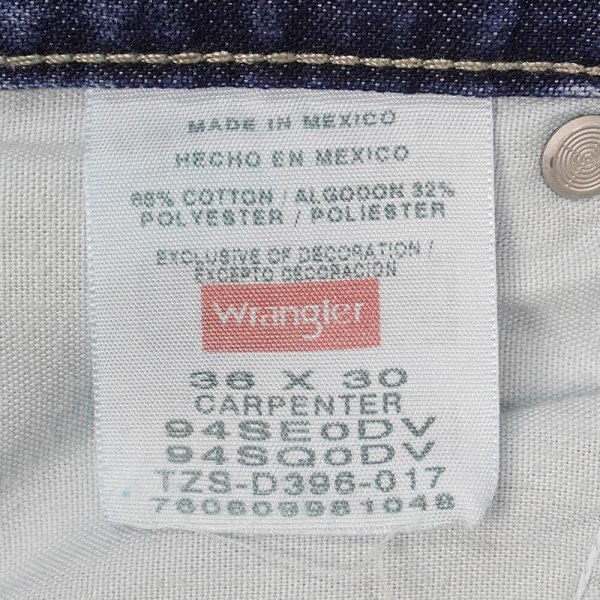 MADE IN MEXICO
HECHO EN MEXICO
68% COTTON / ALGODON 32%
POLYESTER / POLIESTER
EXCLUSIVE OF DECORATION /
EXCEPTO DECORACION
Wrangler
36 X 30
CARPENTER
94SEoDV
94SQoDV
TZS-D396-017
760809981048